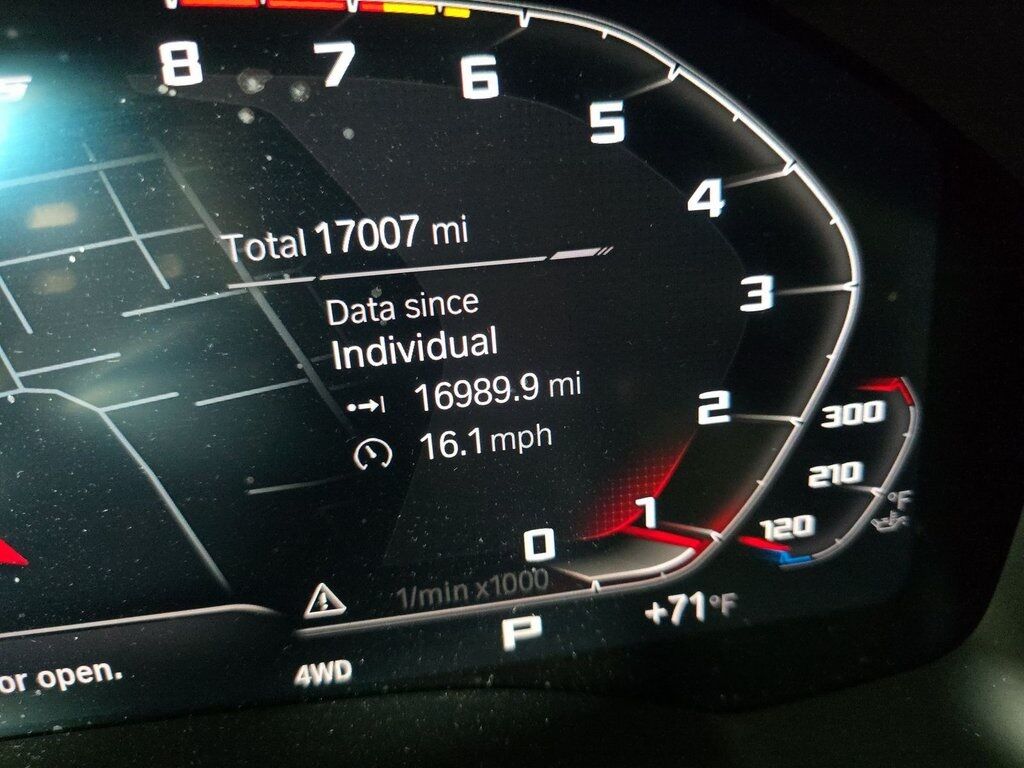 8
7
6
5
4
3
2
1
0
Total 17007 mi
Data since
Individual
16989.9 mi
16.1 mph
300
210
120
°F
1/min x1000
+71°F
P
4WD
or open.